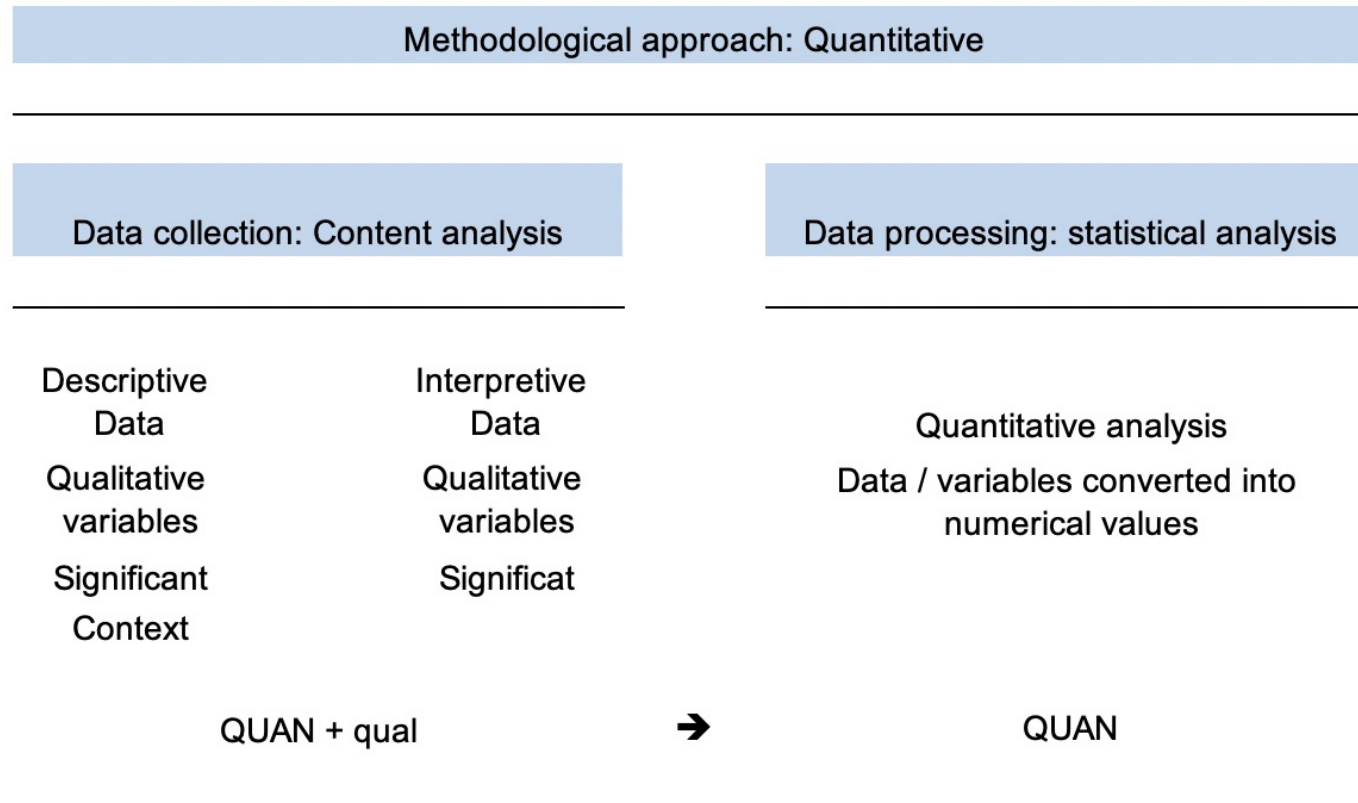 Methodological approach: Quantitative
Data collection: Content analysis
Data processing: statistical analysis
Descriptive
Data
Qualitative
variables
Significant
Context
Interpretive
Data
Qualitative
variables
Significat
Quantitative analysis
Data / variables converted into
numerical values
QUAN + qual
➔
QUAN